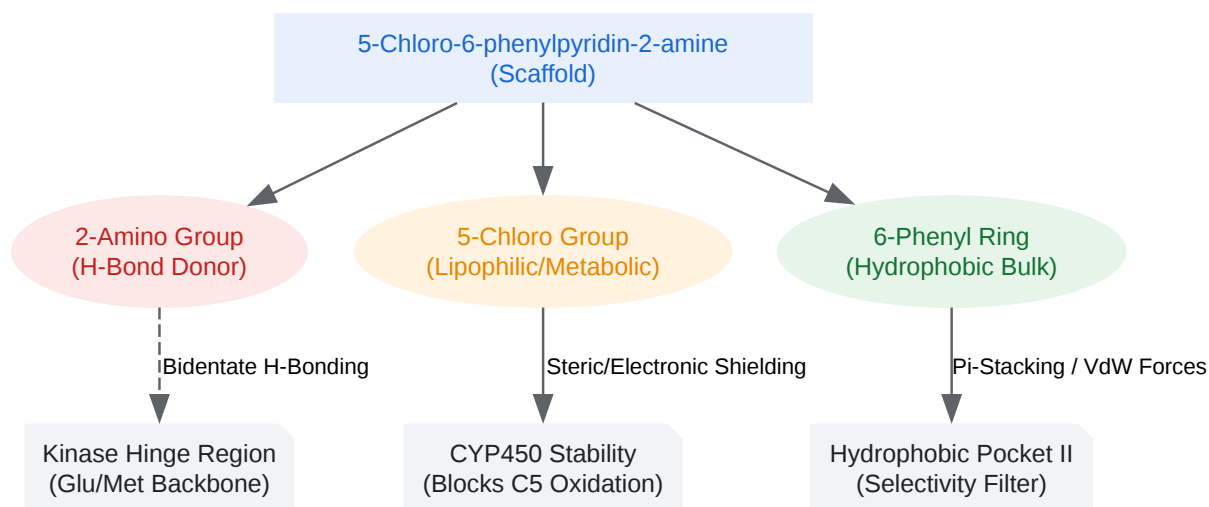 5-Chloro-6-phenylpyridin-2-amine
(Scaffold)
2-Amino Group
(H-Bond Donor)
5-Chloro Group
(Lipophilic/Metabolic)
6-Phenyl Ring
(Hydrophobic Bulk)
Bidentate H-Bonding
Steric/Electronic Shielding
Pi-Stacking / VdW Forces
Kinase Hinge Region
(Glu/Met Backbone)
CYP450 Stability
(Blocks C5 Oxidation)
Hydrophobic Pocket II
(Selectivity Filter)